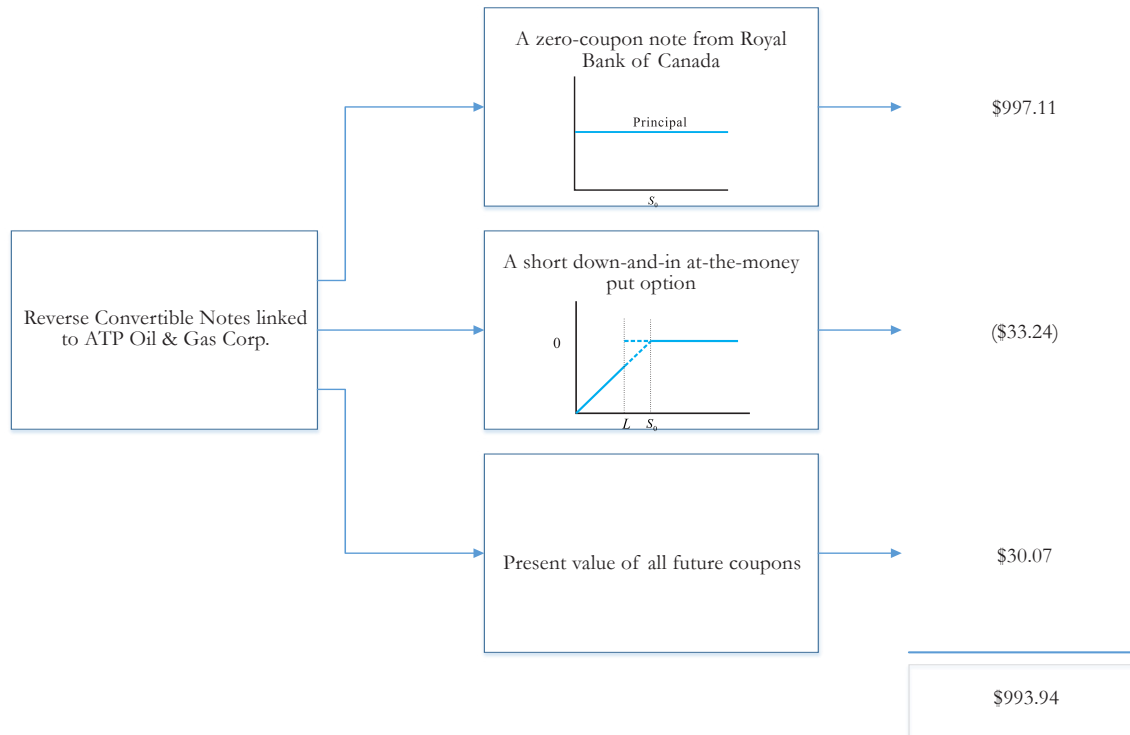 A zero-coupon note from Royal
Bank of Canada
Principal
S₀
$997.11
Reverse Convertible Notes linked
to ATP Oil & Gas Corp.
A short down-and-in at-the-money
put option
0
L
S₀
($33.24)
Present value of all future coupons
$30.07
$993.94